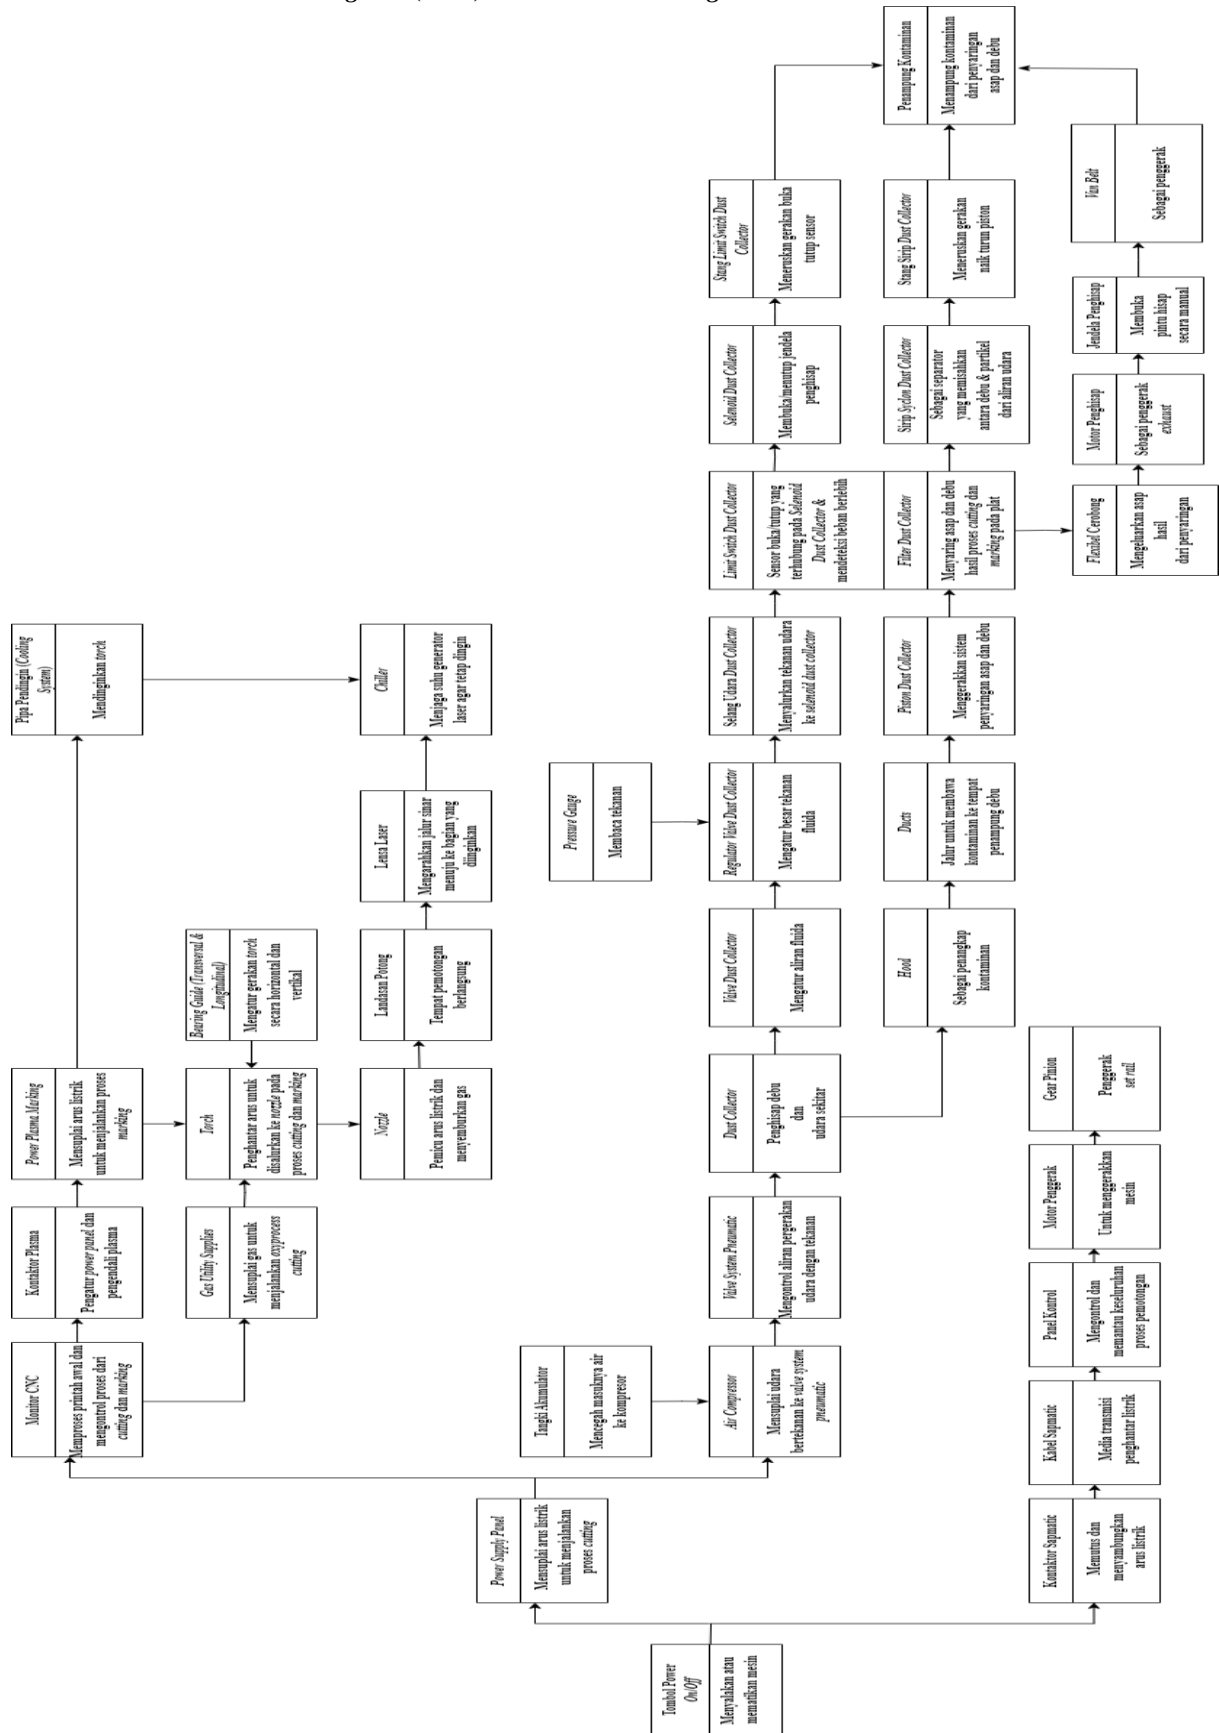 Monitor CNC
Memproses printah awal dan
mengontrol proses dari
cutting dan marking
Kontaktor Plasma
Pengatur power panel dan
pengendali plasma
Power Plasma Marking
Mensuplai arus listrik
untuk menjalankan proses
marking
Pipa Pendingin (Cooling
System)
Mendinginkan torch
Gas Utility Supplies
Mensuplai gas untuk
menjalankan oxyprocess
cutting
Torch
Penghantar arus untuk
disalurkan ke nozzle pada
proses cutting dan marking
Bearing Guide (Transversal &
Longitudinal)
Mengatur gerakan torch
secara horizontal dan
vertikal
Nozzle
Pemicu arus listrik dan
menyemburkan gas
Landasan Potong
Tempat pemotongan
berlangsung
Lensa Laser
Mengarahkan jalur sinar
menuju ke bagian yang
diinginkan
Chiller
Menjaga suhu generator
laser agar tetap dingin
Power Supply Panel
Mensuplai arus listrik
untuk menjalankan
proses cutting
Tangki Akumulator
Mencegah masuknya air
ke kompresor
Pressure Gauge
Membaca tekanan
Tombol Power
On/Off
Menyalakan atau
mematikan mesin
Air Compressor
Mensuplai udara
bertekanan ke valve system
pneumatic
Valve System Pneumatic
Mengontrol aliran pergerakan
udara dengan tekanan
Dust Collector
Penghisap debu
dan
udara sekitar
Valve Dust Collector
Mengatur aliran fluida
Regulator Valve Dust Collector
Mengatur besar tekanan
fluida
Selang Udara Dust Collector
Menyalurkan tekanan udara
ke selenoid dust collector
Limit Switch Dust Collector
Sensor buka/tutup yang
terhubung pada Selenoid
Dust Collector &
mendeteksi beban berlebih
Selenoid Dust Collector
Membuka/menutup jendela
penghisap
Stang Limit Switch Dust
Collector
Meneruskan gerakan buka
tutup sensor
Hood
Sebagai penangkap
kontaminan
Ducts
Jalur untuk membawa
kontaminan ke tempat
penampung debu
Piston Dust Collector
Menggerakkan sistem
penyaringan asap dan debu
Filter Dust Collector
Menyaring asap dan debu
hasil proses cutting dan
marking pada plat
Sirip Syclon Dust Collector
Sebagai separator
yang memisahkan
antara debu & partikel
dari aliran udara
Stang Sirip Dust Collector
Meneruskan gerakan
naik turun piston
Penampung Kontaminan
Menampung kontaminan
dari penyaringan
asap dan debu
Kontaktor Sapmatic
Memutus dan
menyambungkan
arus listrik
Kabel Sapmatic
Media transmisi
penghantar listrik
Panel Kontrol
Mengontrol dan
memantau keseluruhan
proses pemotongan
Motor Penggerak
Untuk menggerakkan
mesin
Gear Pinion
Penggerak
set rail
Flexibel Cerobong
Mengeluarkan asap
hasil
dari penyaringan
Motor Penghisap
Sebagai penggerak
exhaust
Jendela Penghisap
Membuka
pintu hisap
secara manual
Van Belt
Sebagai penggerak